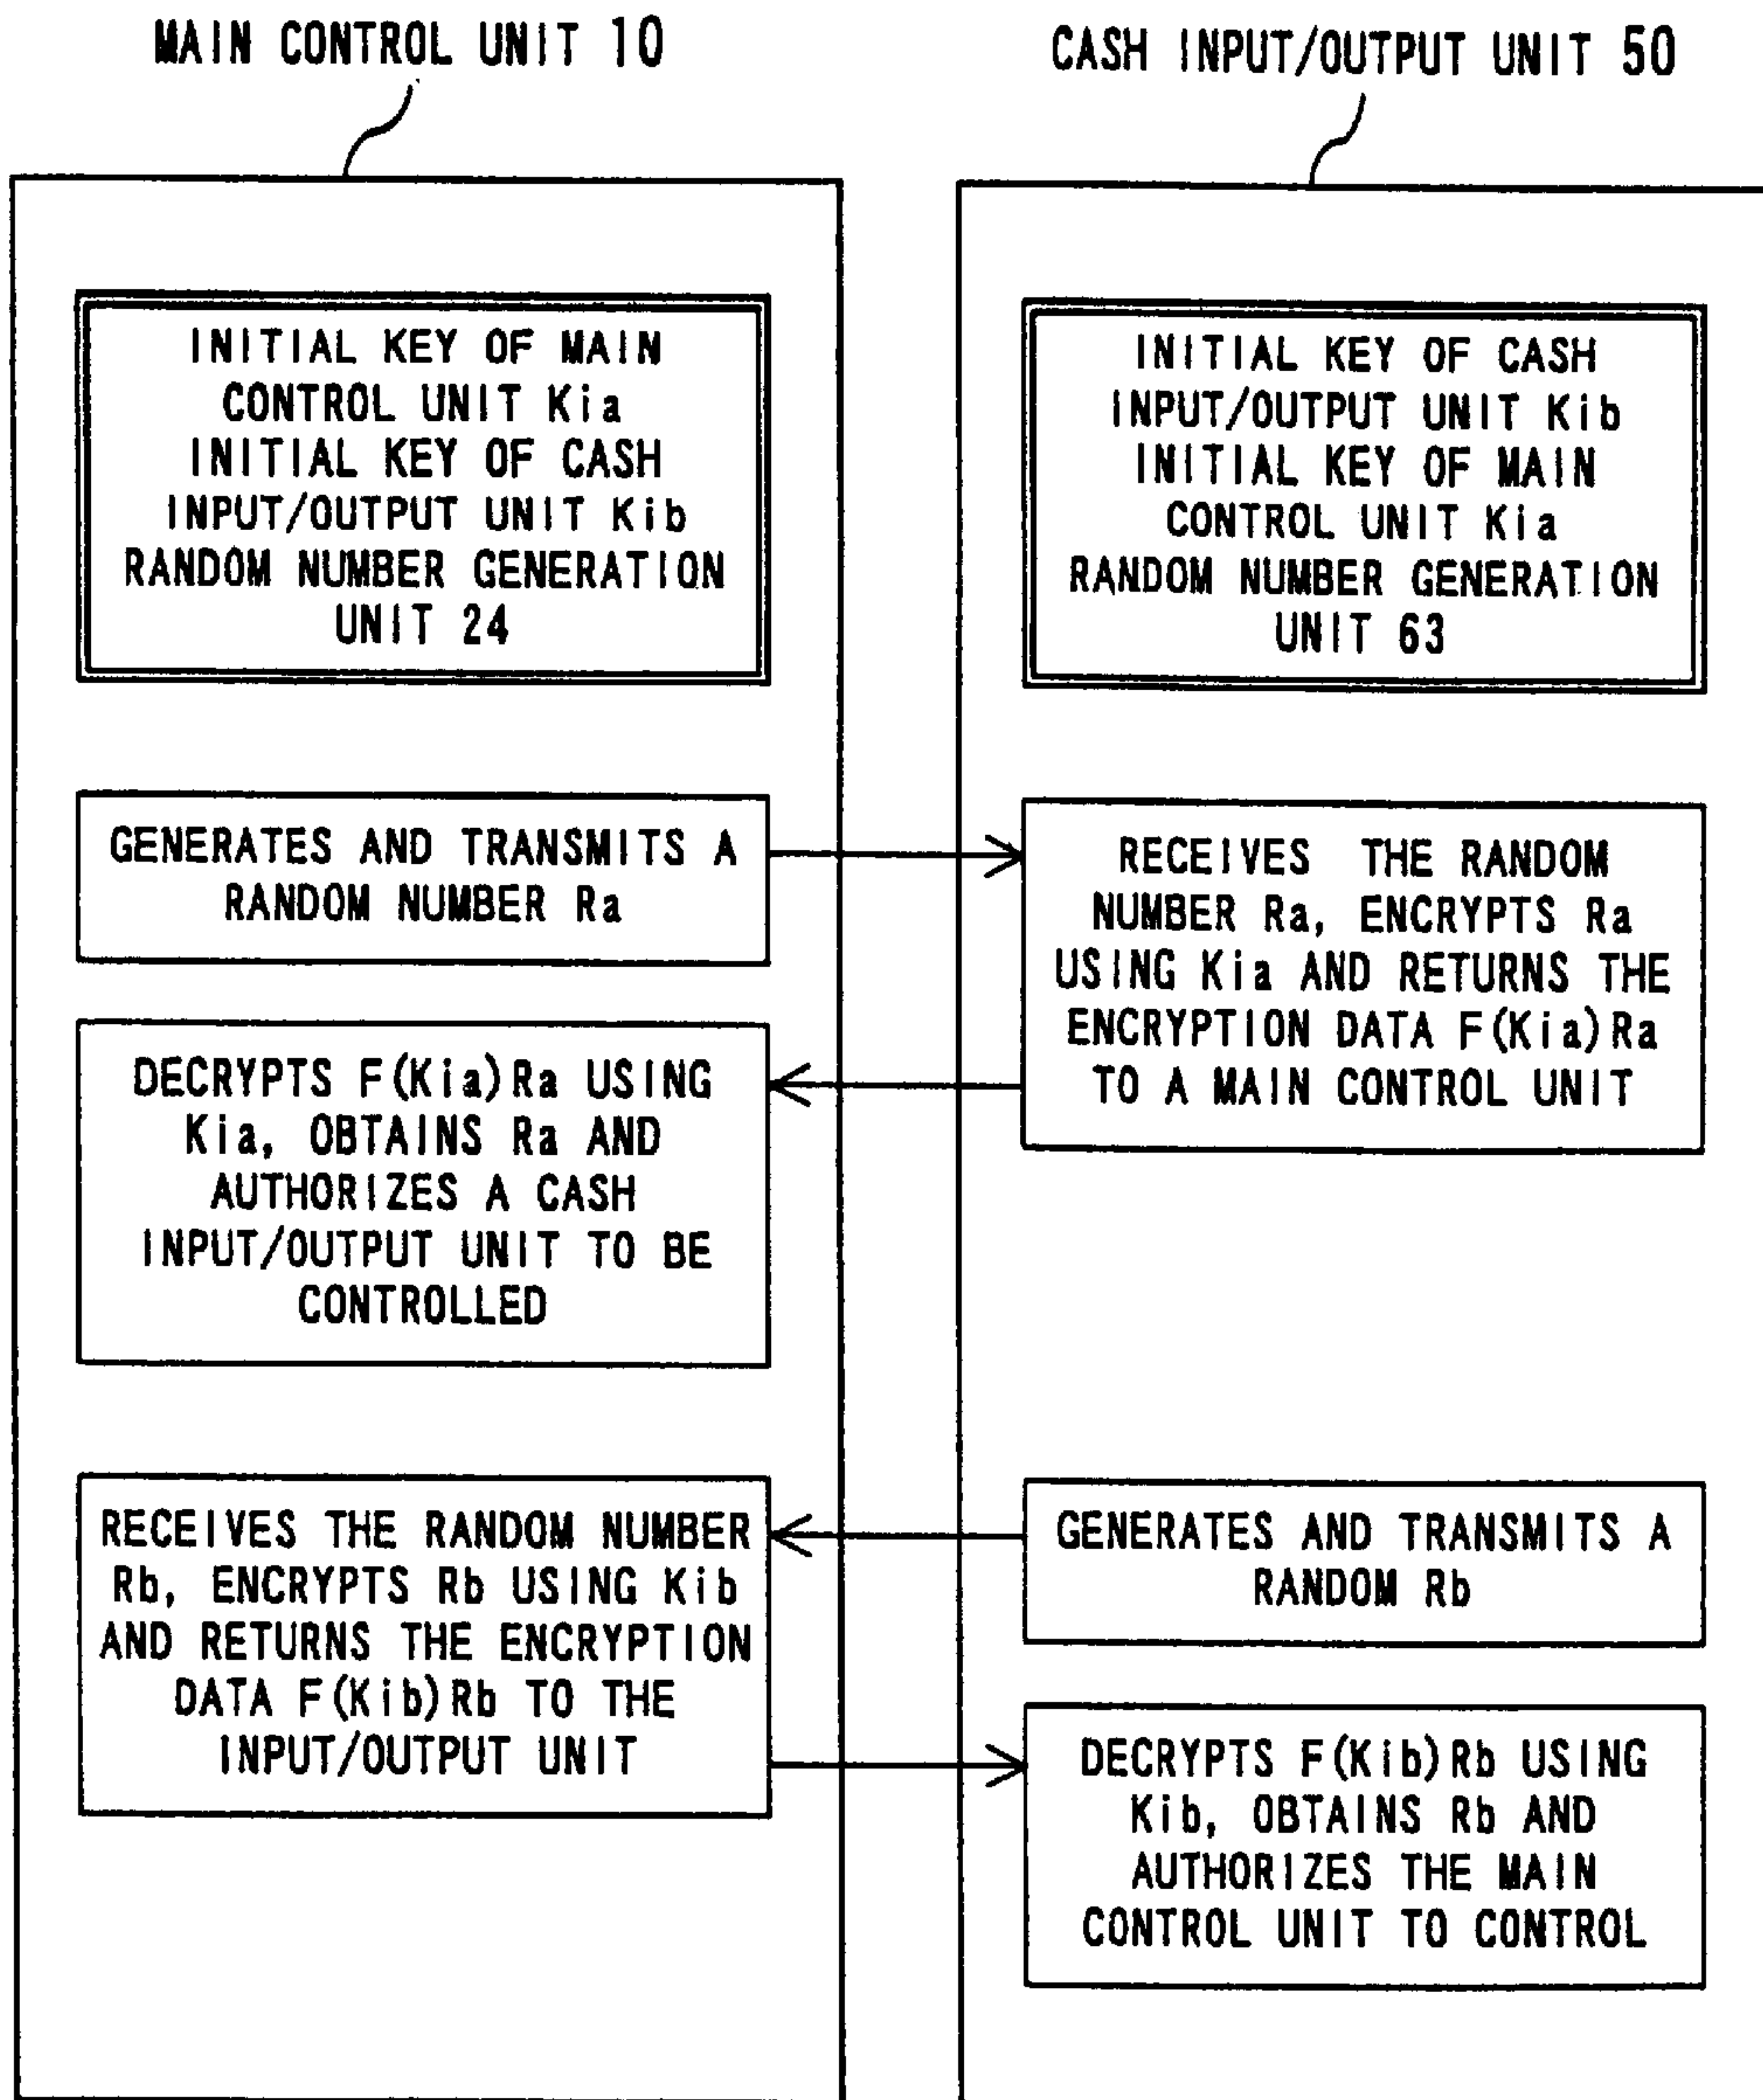 MAIN CONTROL UNIT 10
CASH INPUT/OUTPUT UNIT 50
INITIAL KEY OF MAIN
CONTROL UNIT Kia
INITIAL KEY OF CASH
INPUT/OUTPUT UNIT Kib
RANDOM NUMBER GENERATION
UNIT 24
INITIAL KEY OF CASH
INPUT/OUTPUT UNIT Kib
INITIAL KEY OF MAIN
CONTROL UNIT Kia
RANDOM NUMBER GENERATION
UNIT 63
GENERATES AND TRANSMITS A
RANDOM NUMBER Ra
RECEIVES THE RANDOM
NUMBER Ra, ENCRYPTS Ra
USING Kia AND RETURNS THE
ENCRYPTION DATA F(Kia)Ra
TO A MAIN CONTROL UNIT
DECRYPTS F(Kia)Ra USING
Kia, OBTAINS Ra AND
AUTHORIZES A CASH
INPUT/OUTPUT UNIT TO BE
CONTROLLED
GENERATES AND TRANSMITS A
RANDOM Rb
RECEIVES THE RANDOM NUMBER
Rb, ENCRYPTS Rb USING Kib
AND RETURNS THE ENCRYPTION
DATA F(Kib)Rb TO THE
INPUT/OUTPUT UNIT
DECRYPTS F(Kib)Rb USING
Kib, OBTAINS Rb AND
AUTHORIZES THE MAIN
CONTROL UNIT TO CONTROL